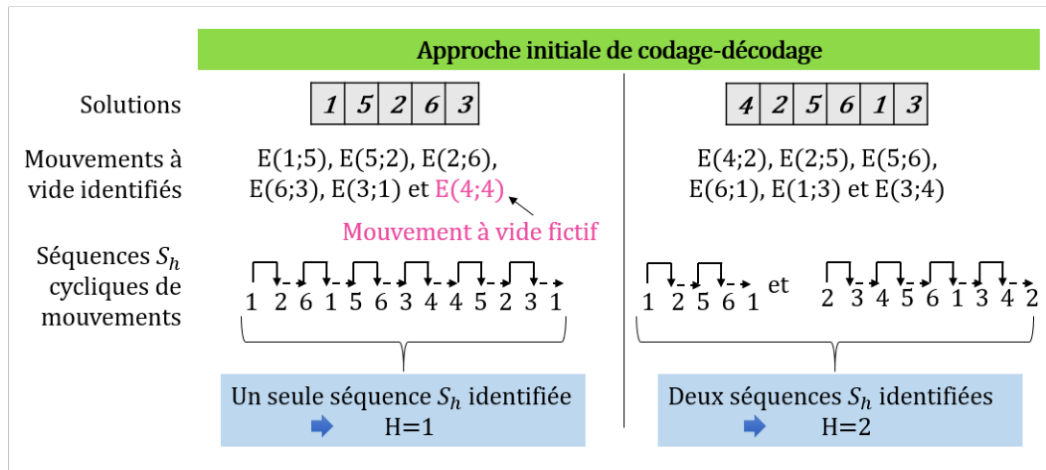 Approche initiale de codage-décodage
Solutions
1 5 2 6 3
4 2 5 6 1 3
Mouvements à
vide identifiés
E(1;5), E(5;2), E(2;6),
E(6;3), E(3;1) et E(4;4)
Mouvement à vide fictif
E(4;2), E(2;5), E(5;6),
E(6;1), E(1;3) et E(3;4)
Séquences Sₕ
cycliques de
mouvements
1 2 6 1 5 6 3 4 4 5 2 3 1
1 2 5 6 1 et 2 3 4 5 6 1 3 4 2
Un seule séquence Sₕ identifiée
H=1
Deux séquences Sₕ identifiées
H=2